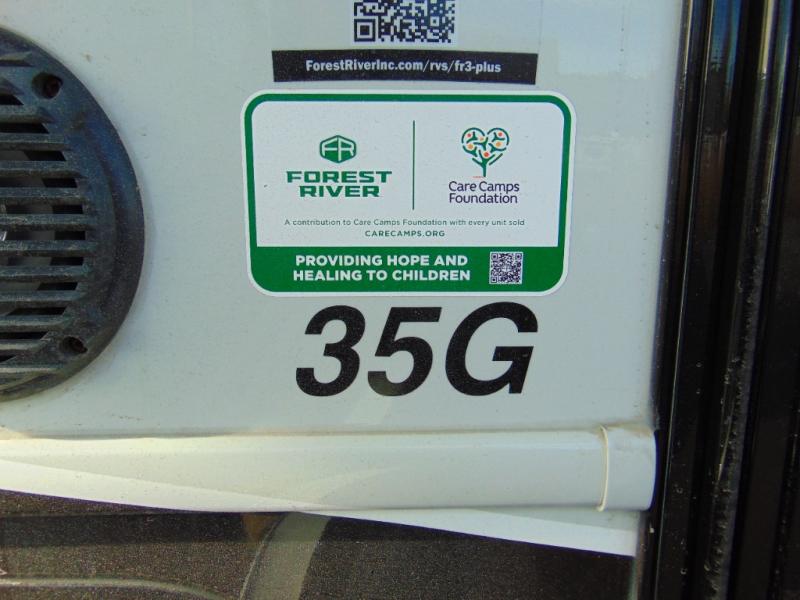 ForestRiverInc.com/rvs/fr3-plus
FR
FOREST
RIVER
Care Camps
Foundation
A contribution to Care Camps Foundation with every unit sold
CARECAMPS.ORG
PROVIDING HOPE AND
HEALING TO CHILDREN
35G